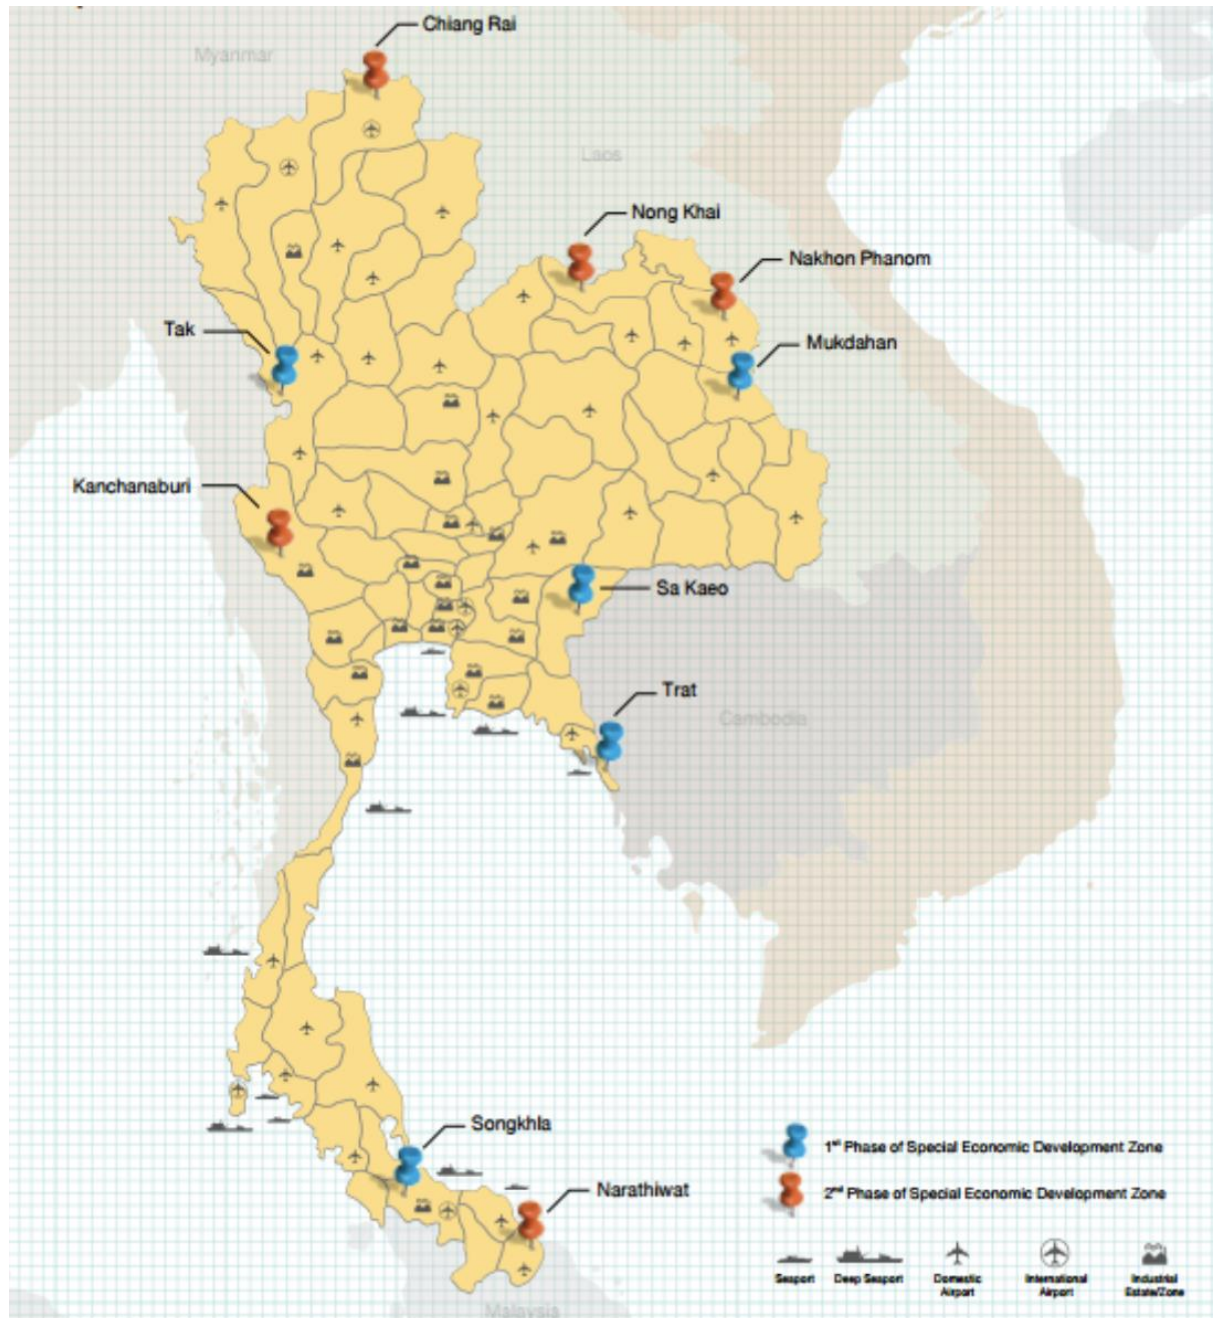 Chiang Rai
Myanmar
Laos
Nong Khai
Nakhon Phanom
Tak
Mukdahan
Kanchanaburi
Sa Kaeo
Trat
Cambodia
Songkhla
1st Phase of Special Economic Development Zone
Narathiwat
2nd Phase of Special Economic Development Zone
Seaport
Deep Seaport
Domestic Airport
International Airport
Industrial Estate/Zone
Malaysia